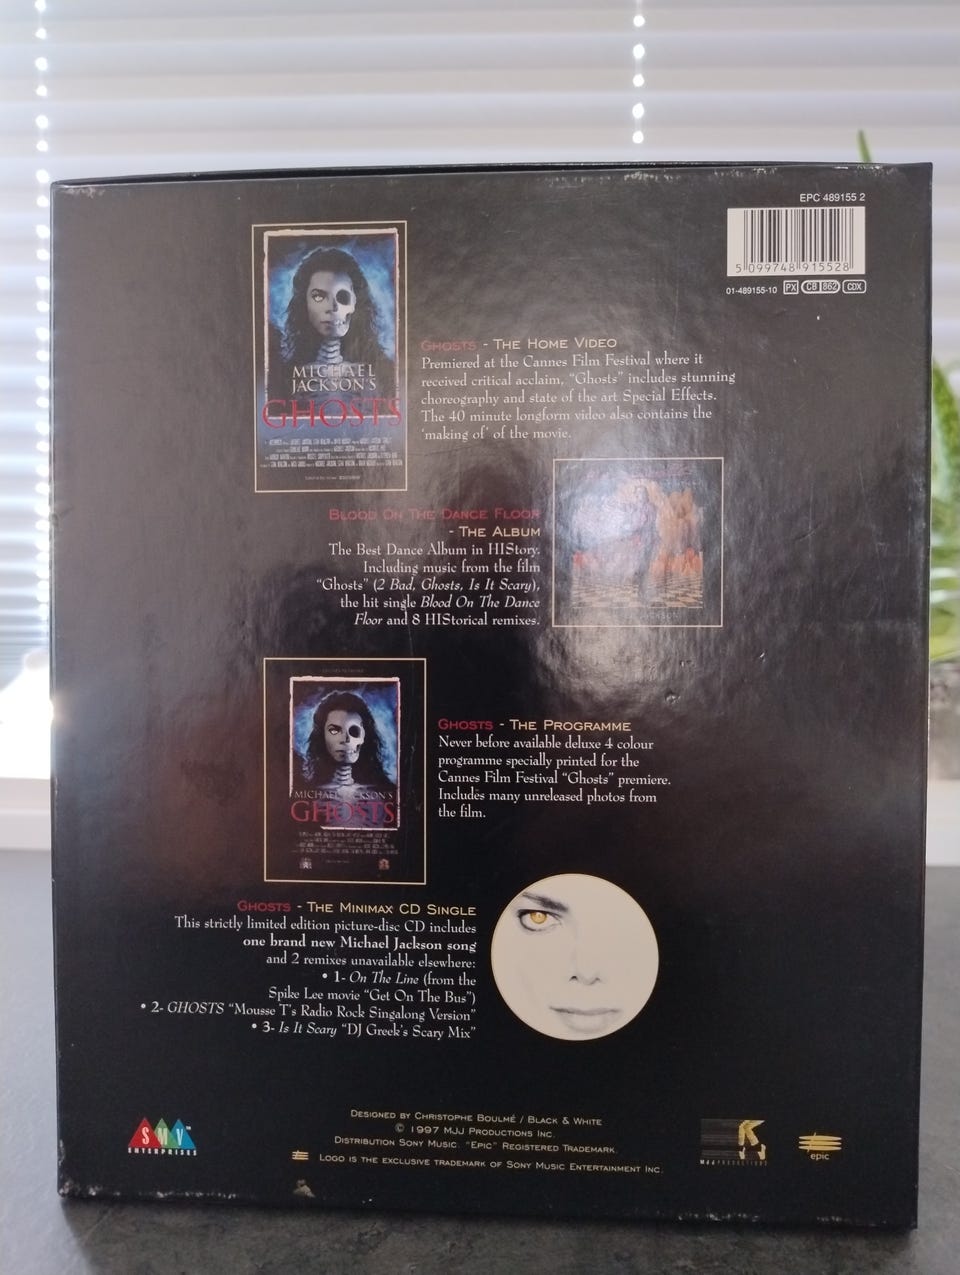 EPC 489155 2
5 099748 915528
01-489155-10 PX CB 862 CDX
MICHAEL
JACKSON'S
GHOSTS
GHOSTS - THE HOME VIDEO
Premiered at the Cannes Film Festival where it
received critical acclaim, “Ghosts” includes stunning
choreography and state of the art Special Effects.
The 40 minute longform video also contains the
‘making of’ of the movie.
BLOOD ON THE DANCE FLOOR
- THE ALBUM
The Best Dance Album in HIStory.
Including music from the film
“Ghosts” (2 Bad, Ghosts, Is It Scary),
the hit single Blood On The Dance
Floor and 8 HIStorical remixes.
MICHAEL JACKSON'S
GHOSTS
GHOSTS - THE PROGRAMME
Never before available deluxe 4 colour
programme specially printed for the
Cannes Film Festival “Ghosts” premiere.
Includes many unreleased photos from
the film.
GHOSTS - THE MINIMAX CD SINGLE
This strictly limited edition picture-disc CD includes
one brand new Michael Jackson song
and 2 remixes unavailable elsewhere:
• 1- On The Line (from the
Spike Lee movie “Get On The Bus”)
• 2- GHOSTS “Mousse T's Radio Rock Singalong Version”
• 3- Is It Scary “DJ Greek's Scary Mix”
DESIGNED BY CHRISTOPHE BOULMÉ / BLACK & WHITE
© 1997 MJJ PRODUCTIONS INC.
DISTRIBUTION SONY MUSIC. “EPIC” REGISTERED TRADEMARK.
LOGO IS THE EXCLUSIVE TRADEMARK OF SONY MUSIC ENTERTAINMENT INC.
SMV™
ENTERPRISES
MJJ PRODUCTIONS
epic